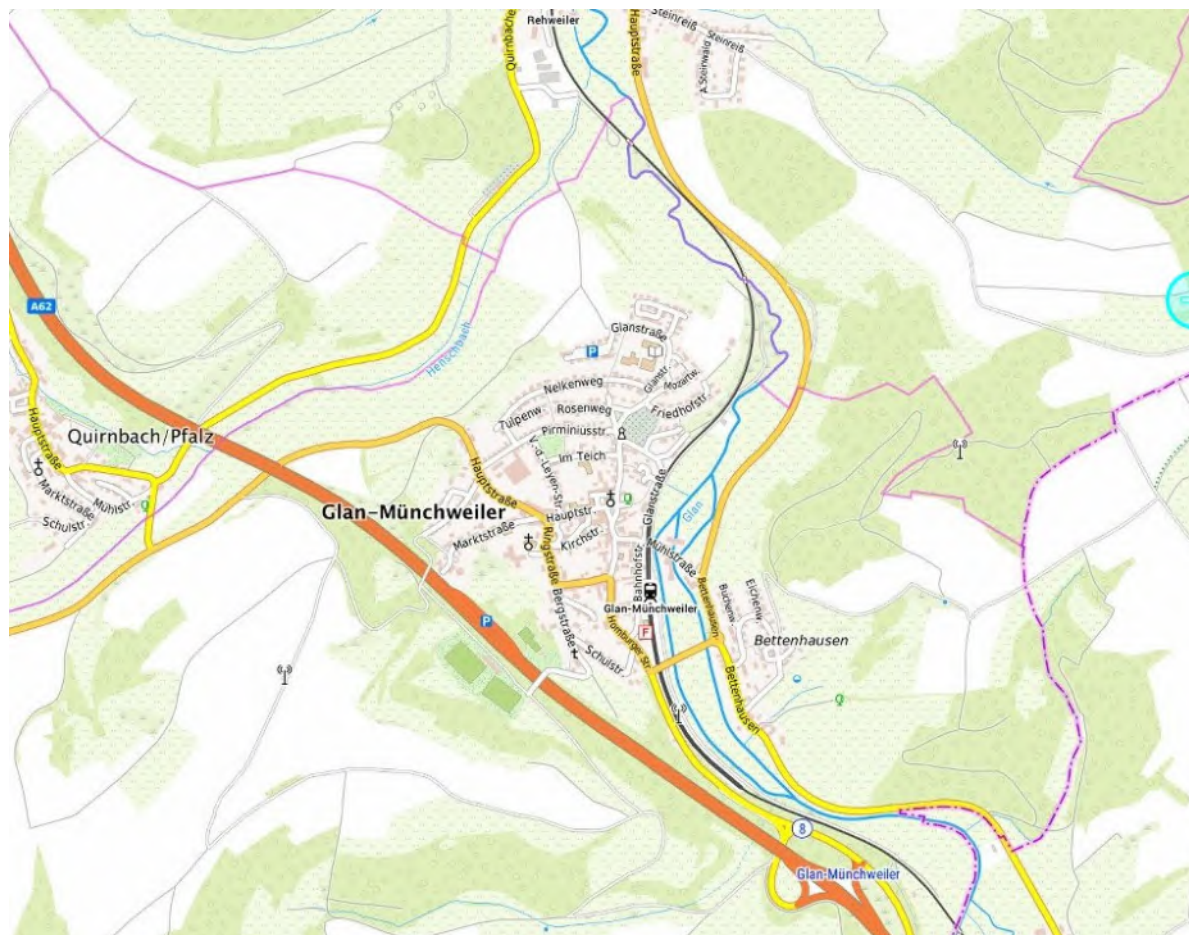 Rehweiler
Quirnbacher
Hauptstraße
Steinreiß
Steinreiß
A.Steinwald
A62
Henschbach
Glanstraße
P
Glanstr.
Mozartw.
Nelkenweg
Tulpenw.
Rosenweg
Friedhofstr.
Pirminiusstr.
Hauptstraße
Quirnbach/Pfalz
V.-d.-Leyen-Str.
Im Teich
Hauptstraße
Marktstraße
Mühlstr.
Schulstr.
Glan-Münchweiler
Hauptstr.
Marktstraße
Kirchstr.
Glanstraße
Glan
Ringstraße
Bahnhofstr.
Mühlstraße
Bettenhausen
Buchenw.
Eichenw.
Bergstraße
Glan-Münchweiler
P
F
Homburger Str.
Schulstr.
Bettenhausen
Bettenhausen
8
Glan-Münchweiler